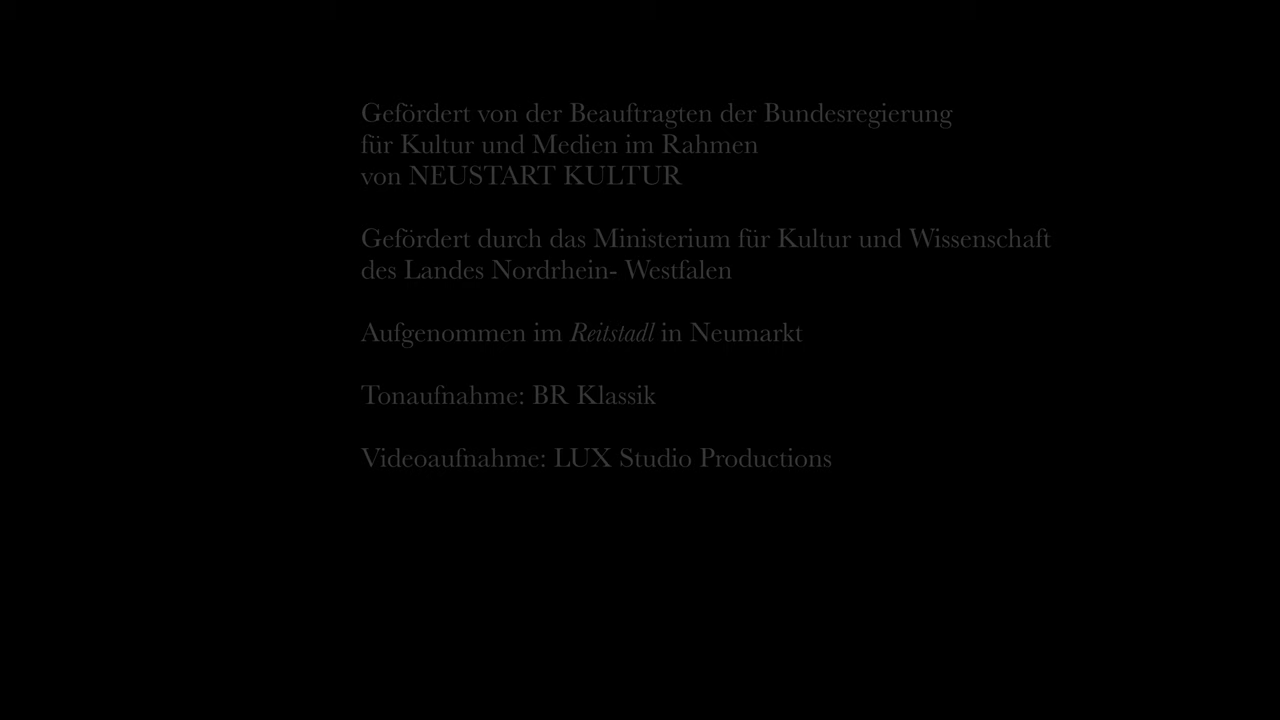 Gefördert von der Beauftragten der Bundesregierung
für Kultur und Medien im Rahmen
von NEUSTART KULTUR
Gefördert durch das Ministerium für Kultur und Wissenschaft
des Landes Nordrhein- Westfalen
Aufgenommen im Reitstadl in Neumarkt
Tonaufnahme: BR Klassik
Videoaufnahme: LUX Studio Productions